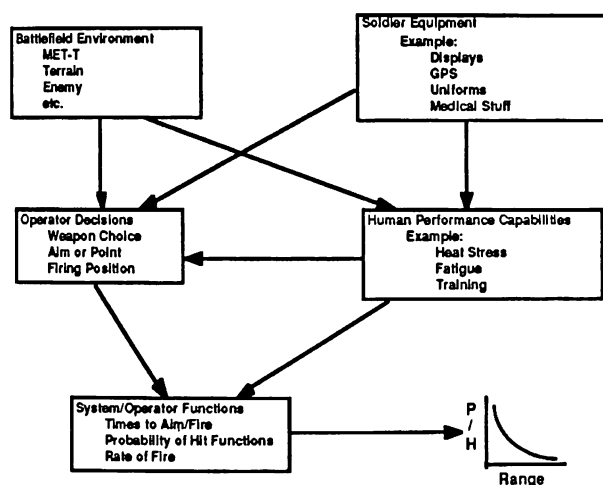 Battlefield Environment
MET-T
Terrain
Enemy
etc.
Soldier Equipment
Example:
Displays
GPS
Uniforms
Medical Stuff
Operator Decisions
Weapon Choice
Aim or Point
Firing Position
Human Performance Capabilities
Example:
Heat Stress
Fatigue
Training
System/Operator Functions
Times to Aim/Fire
Probability of Hit Functions
Rate of Fire
P
/
H
Range